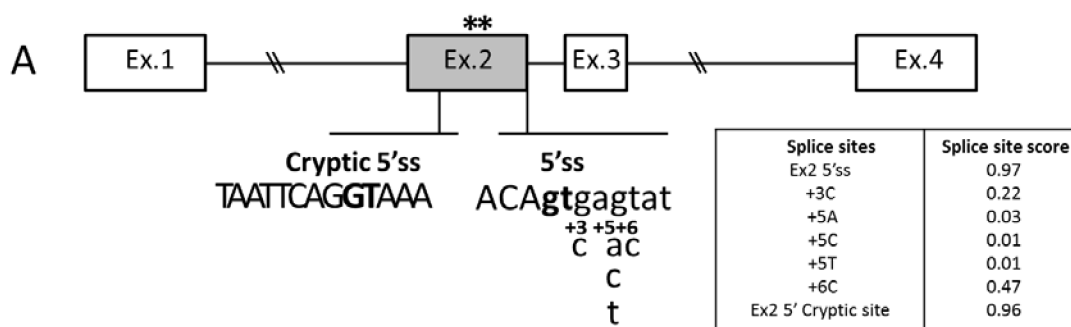 **
A Ex.1 Ex.2 Ex.3 Ex.4
Cryptic 5'ss 5'ss
TAATTCAGGTAAA ACAgtgagtat
+3 +5+6
c ac
c
t
Splice sites Splice site score
Ex2 5'ss 0.97
+3C 0.22
+5A 0.03
+5C 0.01
+5T 0.01
+6C 0.47
Ex2 5' Cryptic site 0.96